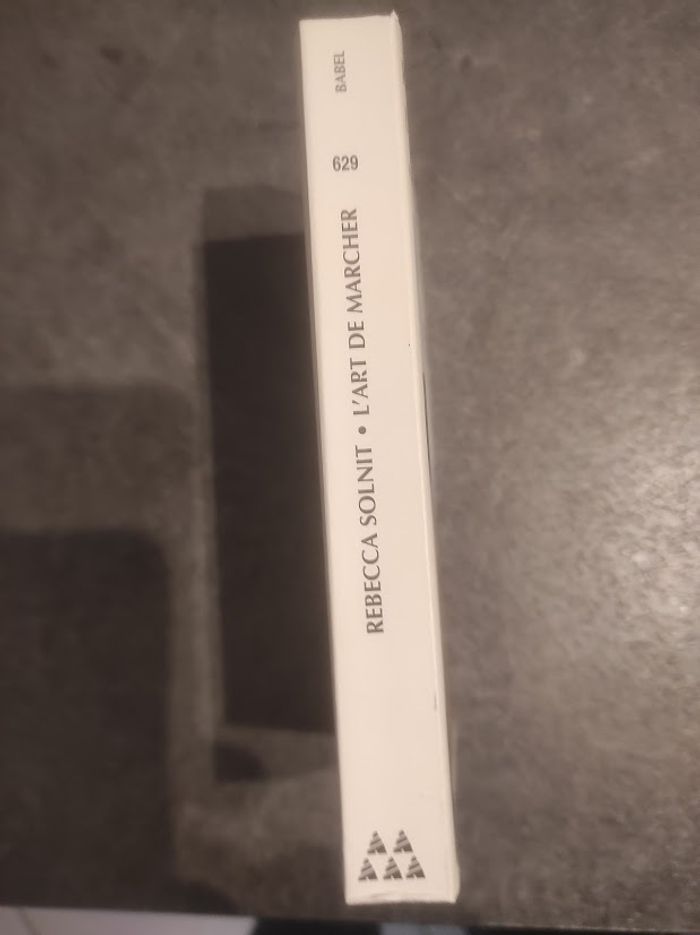 BABEL
629
REBECCA SOLNIT • L'ART DE MARCHER